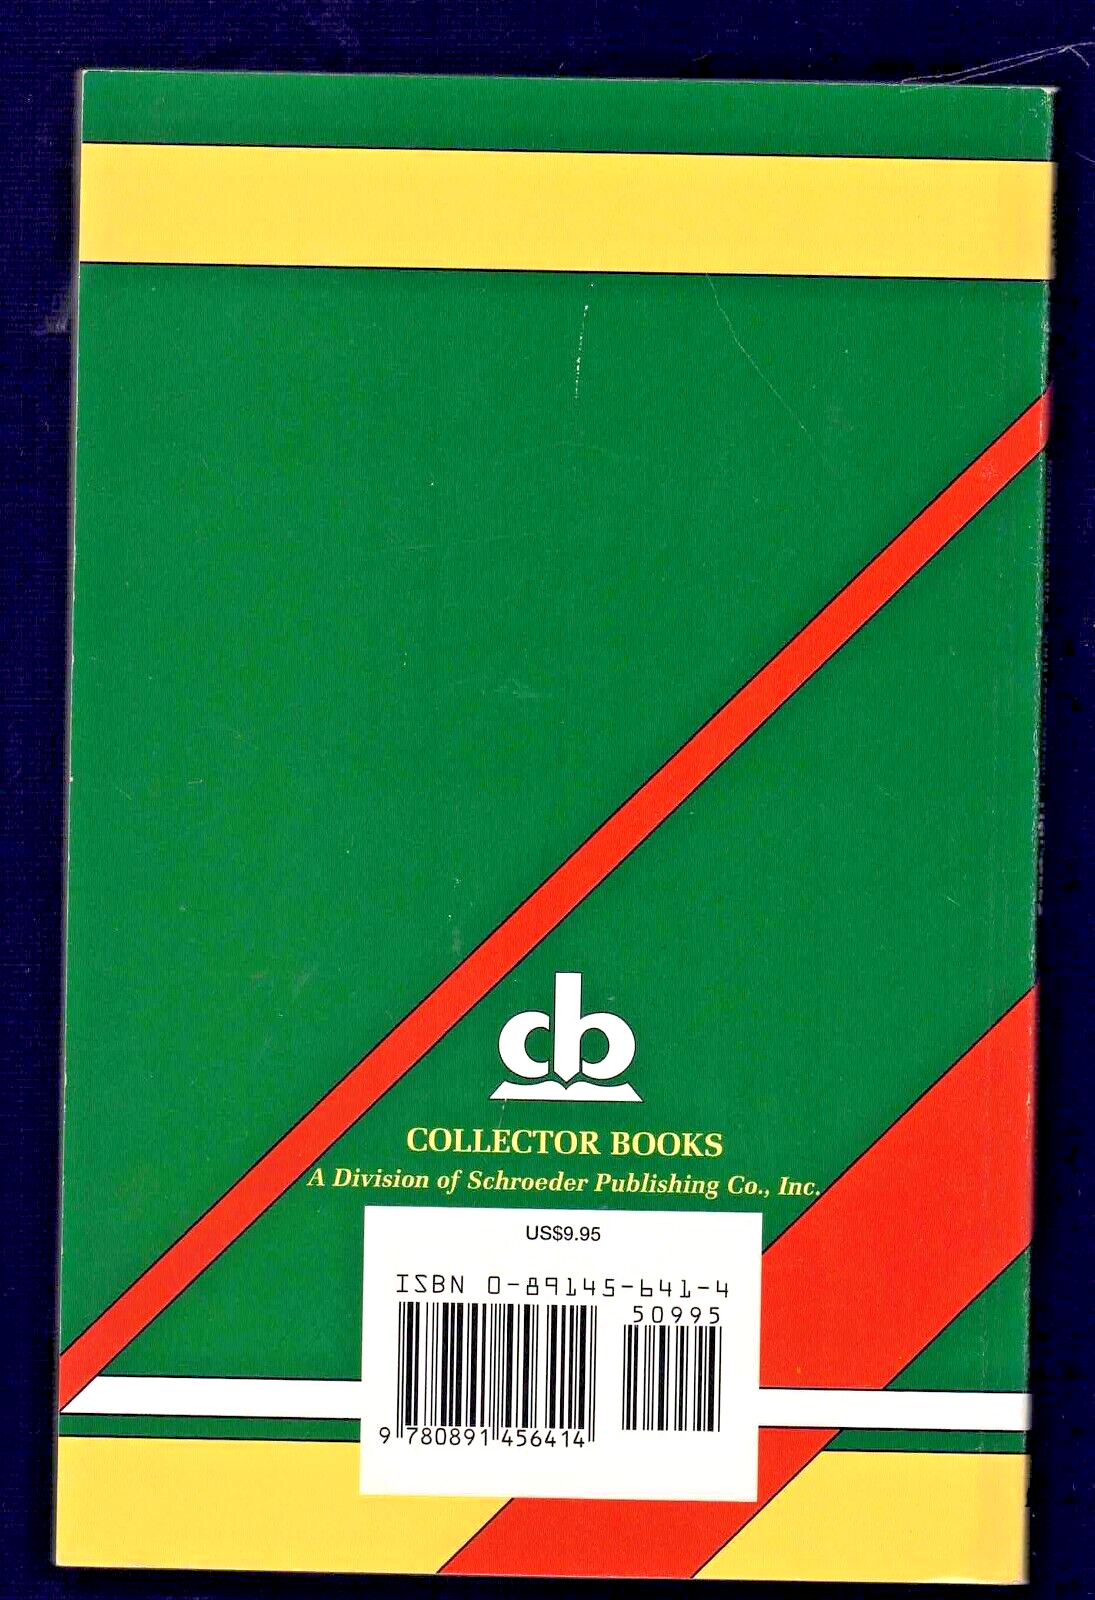 cb
COLLECTOR BOOKS
A Division of Schroeder Publishing Co., Inc.
US$9.95
ISBN 0-89145-641-4
50995
9 780891 456414